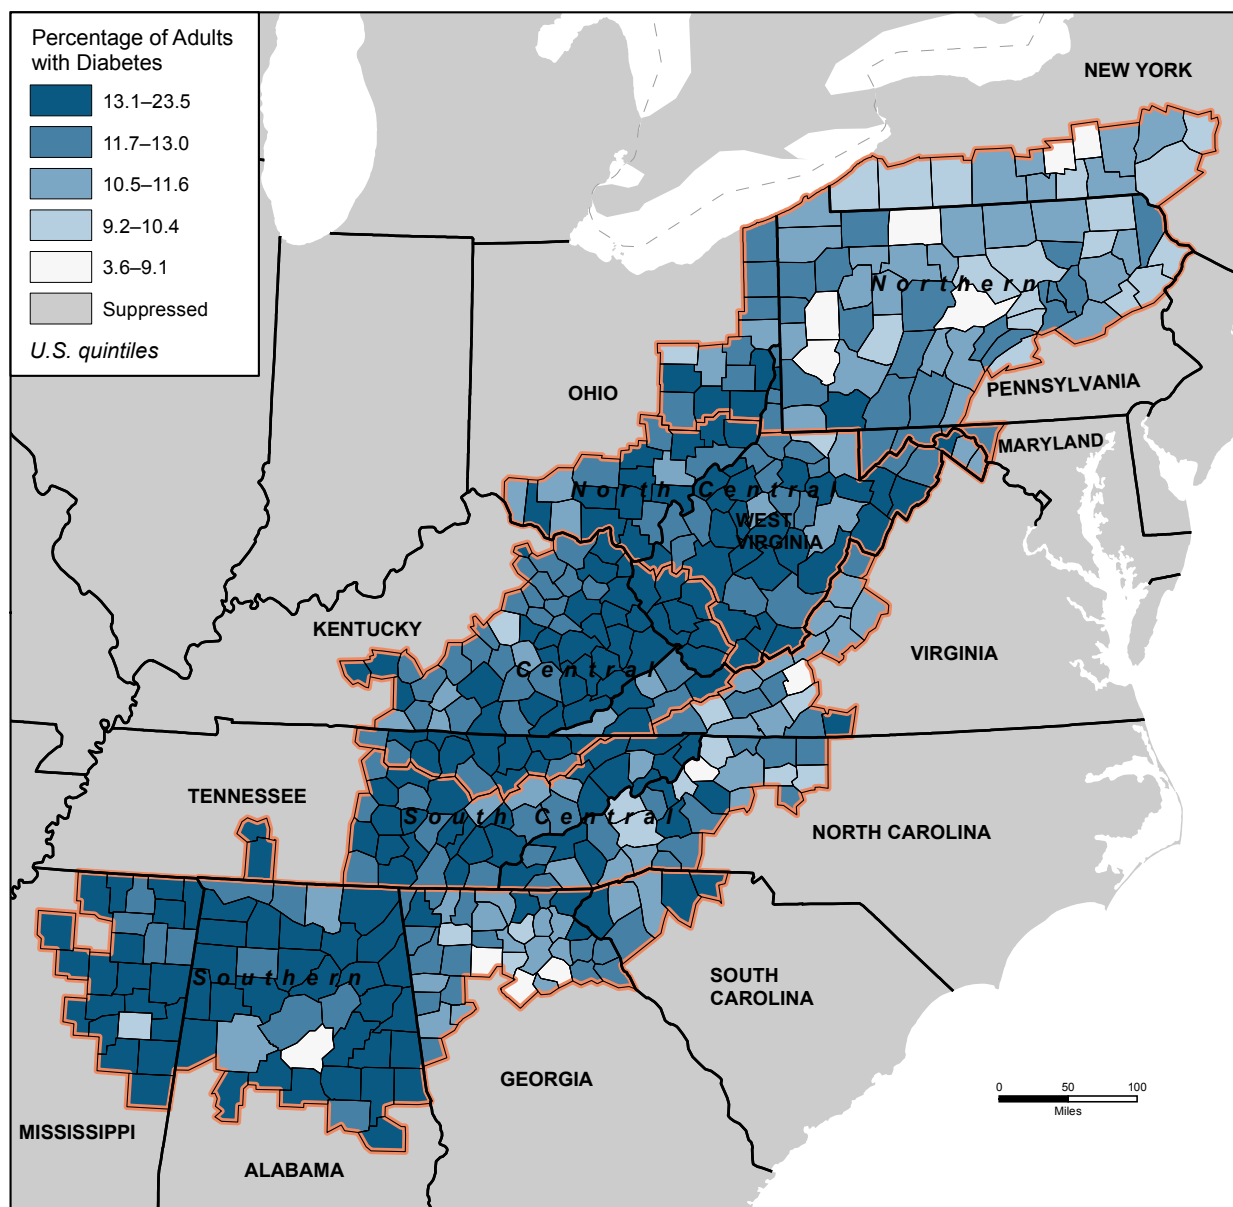 Percentage of Adults
with Diabetes
13.1–23.5
11.7–13.0
10.5–11.6
9.2–10.4
3.6–9.1
Suppressed
U.S. quintiles
NEW YORK
Northern
PENNSYLVANIA
OHIO
MARYLAND
North Central
WEST
VIRGINIA
KENTUCKY
VIRGINIA
Central
TENNESSEE
South Central
NORTH CAROLINA
Southern
SOUTH
CAROLINA
GEORGIA
0 50 100
Miles
MISSISSIPPI
ALABAMA